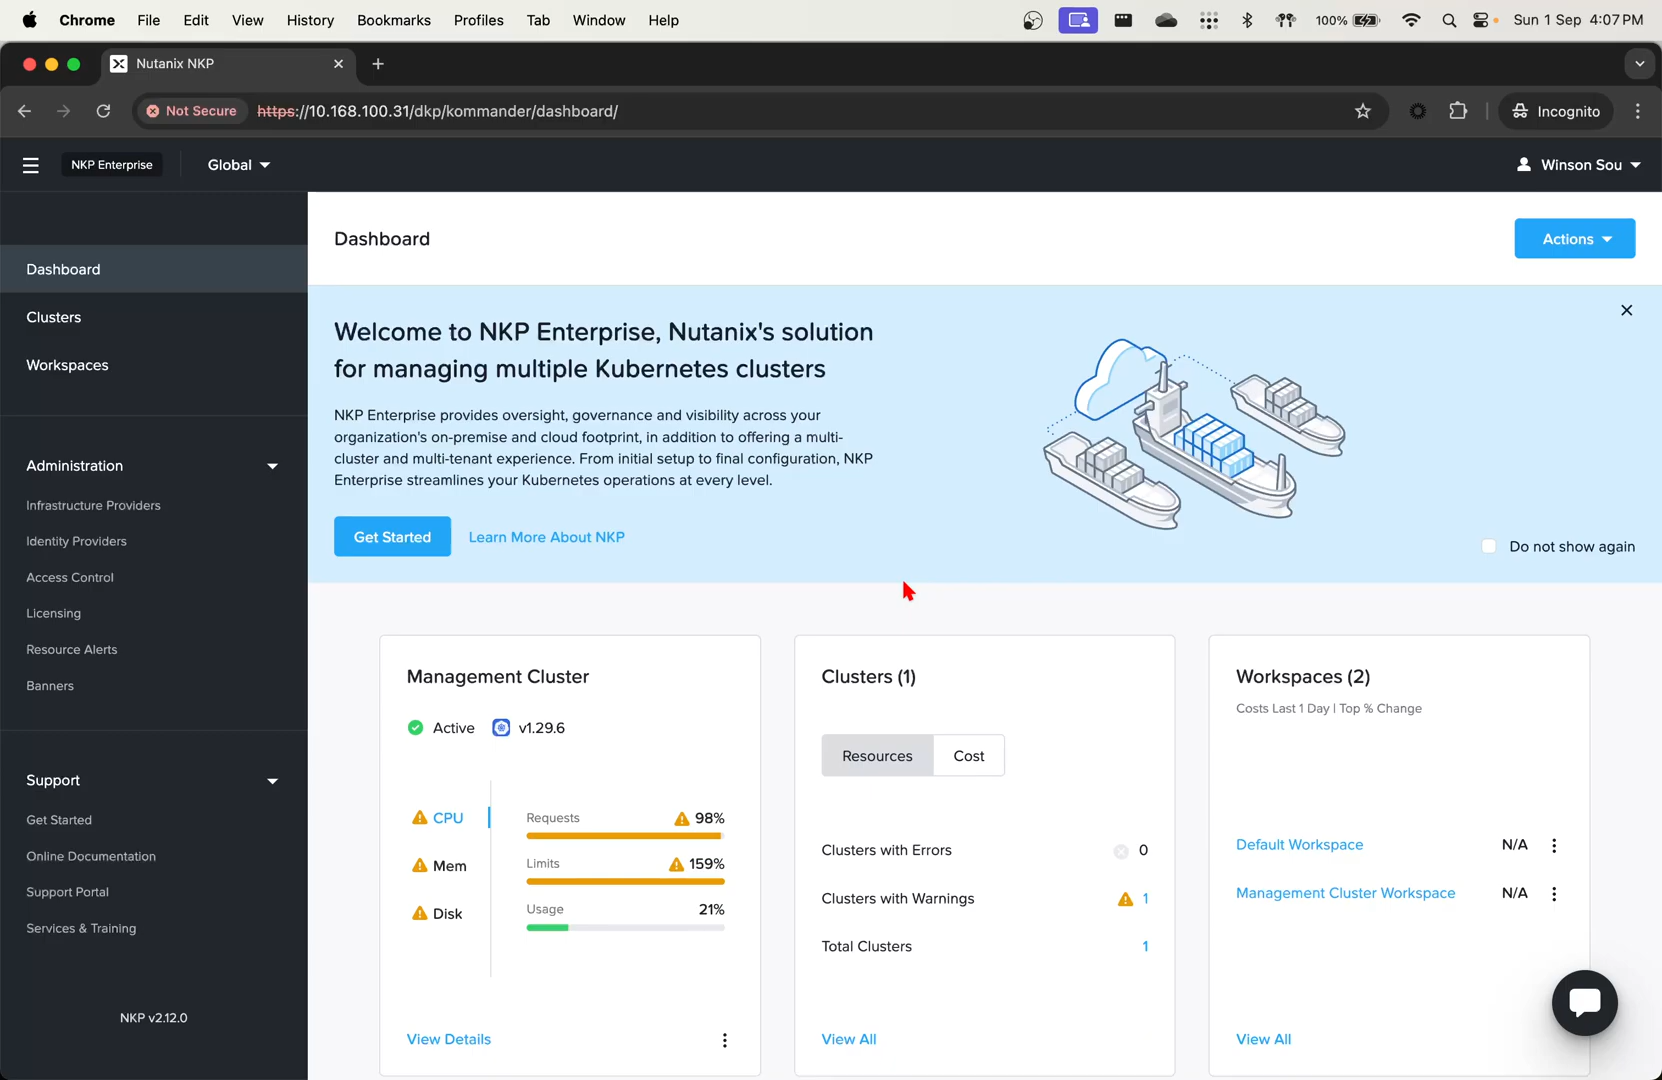 Chrome File Edit View History Bookmarks Profiles Tab Window Help 100% Sun 1 Sep 4:07 PM
Nutanix NKP
Not Secure https://10.168.100.31/dkp/kommander/dashboard/ Incognito
NKP Enterprise Global Winson Sou
Dashboard
Clusters
Workspaces
Administration
Infrastructure Providers
Identity Providers
Access Control
Licensing
Resource Alerts
Banners
Support
Get Started
Online Documentation
Support Portal
Services & Training
NKP v2.12.0
Dashboard
Actions
Welcome to NKP Enterprise, Nutanix's solution
for managing multiple Kubernetes clusters
NKP Enterprise provides oversight, governance and visibility across your
organization's on-premise and cloud footprint, in addition to offering a multi-
cluster and multi-tenant experience. From initial setup to final configuration, NKP
Enterprise streamlines your Kubernetes operations at every level.
Get Started Learn More About NKP
Do not show again
Management Cluster
Active v1.29.6
CPU
Mem
Disk
Requests 98%
Limits 159%
Usage 21%
View Details
Clusters (1)
Resources Cost
Clusters with Errors 0
Clusters with Warnings 1
Total Clusters 1
View All
Workspaces (2)
Costs Last 1 Day | Top % Change
Default Workspace N/A
Management Cluster Workspace N/A
View All